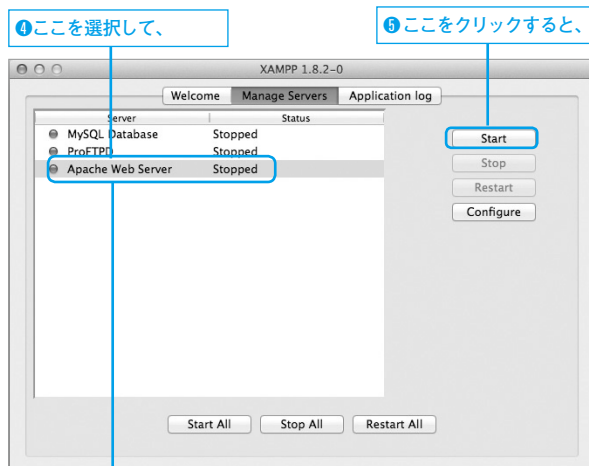 ❹ここを選択して、
❺ここをクリックすると、
XAMPP 1.8.2-0
Welcome Manage Servers Application log
Server Status
MySQL Database Stopped
ProFTPD Stopped
Apache Web Server Stopped
Start
Stop
Restart
Configure
Start All Stop All Restart All